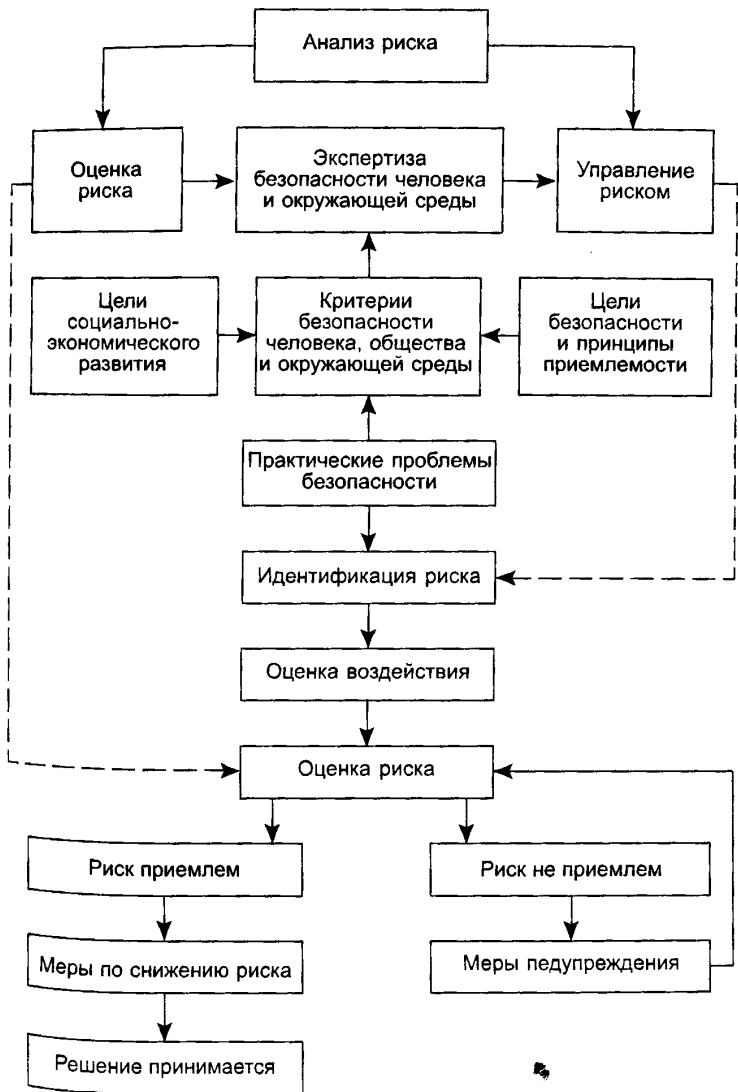 Анализ риска
Оценка
риска
Экспертиза
безопасности человека
и окружающей среды
Управление
риском
Цели
социально-
экономического
развития
Критерии
безопасности
человека, общества
и окружающей среды
Цели
безопасности
и принципы
приемлемости
Практические проблемы
безопасности
Идентификация риска
Оценка воздействия
Оценка риска
Риск приемлем
Риск не приемлем
Меры по снижению риска
Меры педупреждения
Решение принимается